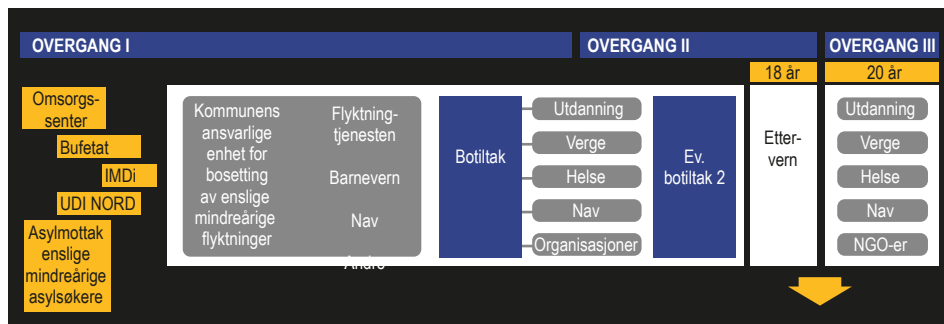 OVERGANG I
OVERGANG II
OVERGANG III
18 år
20 år
Omsorgs-
senter
Bufetat
IMDi
UDI NORD
Asylmottak
enslige
mindreårige
asylsøkere
Kommunens
ansvarlige
enhet for
bosetting
av enslige
mindreårige
flyktninger
Flyktning-
tjenesten
Barnevern
Nav
Andre
Botiltak
Utdanning
Verge
Helse
Nav
Organisasjoner
Ev.
botiltak 2
Etter-
vern
Utdanning
Verge
Helse
Nav
NGO-er